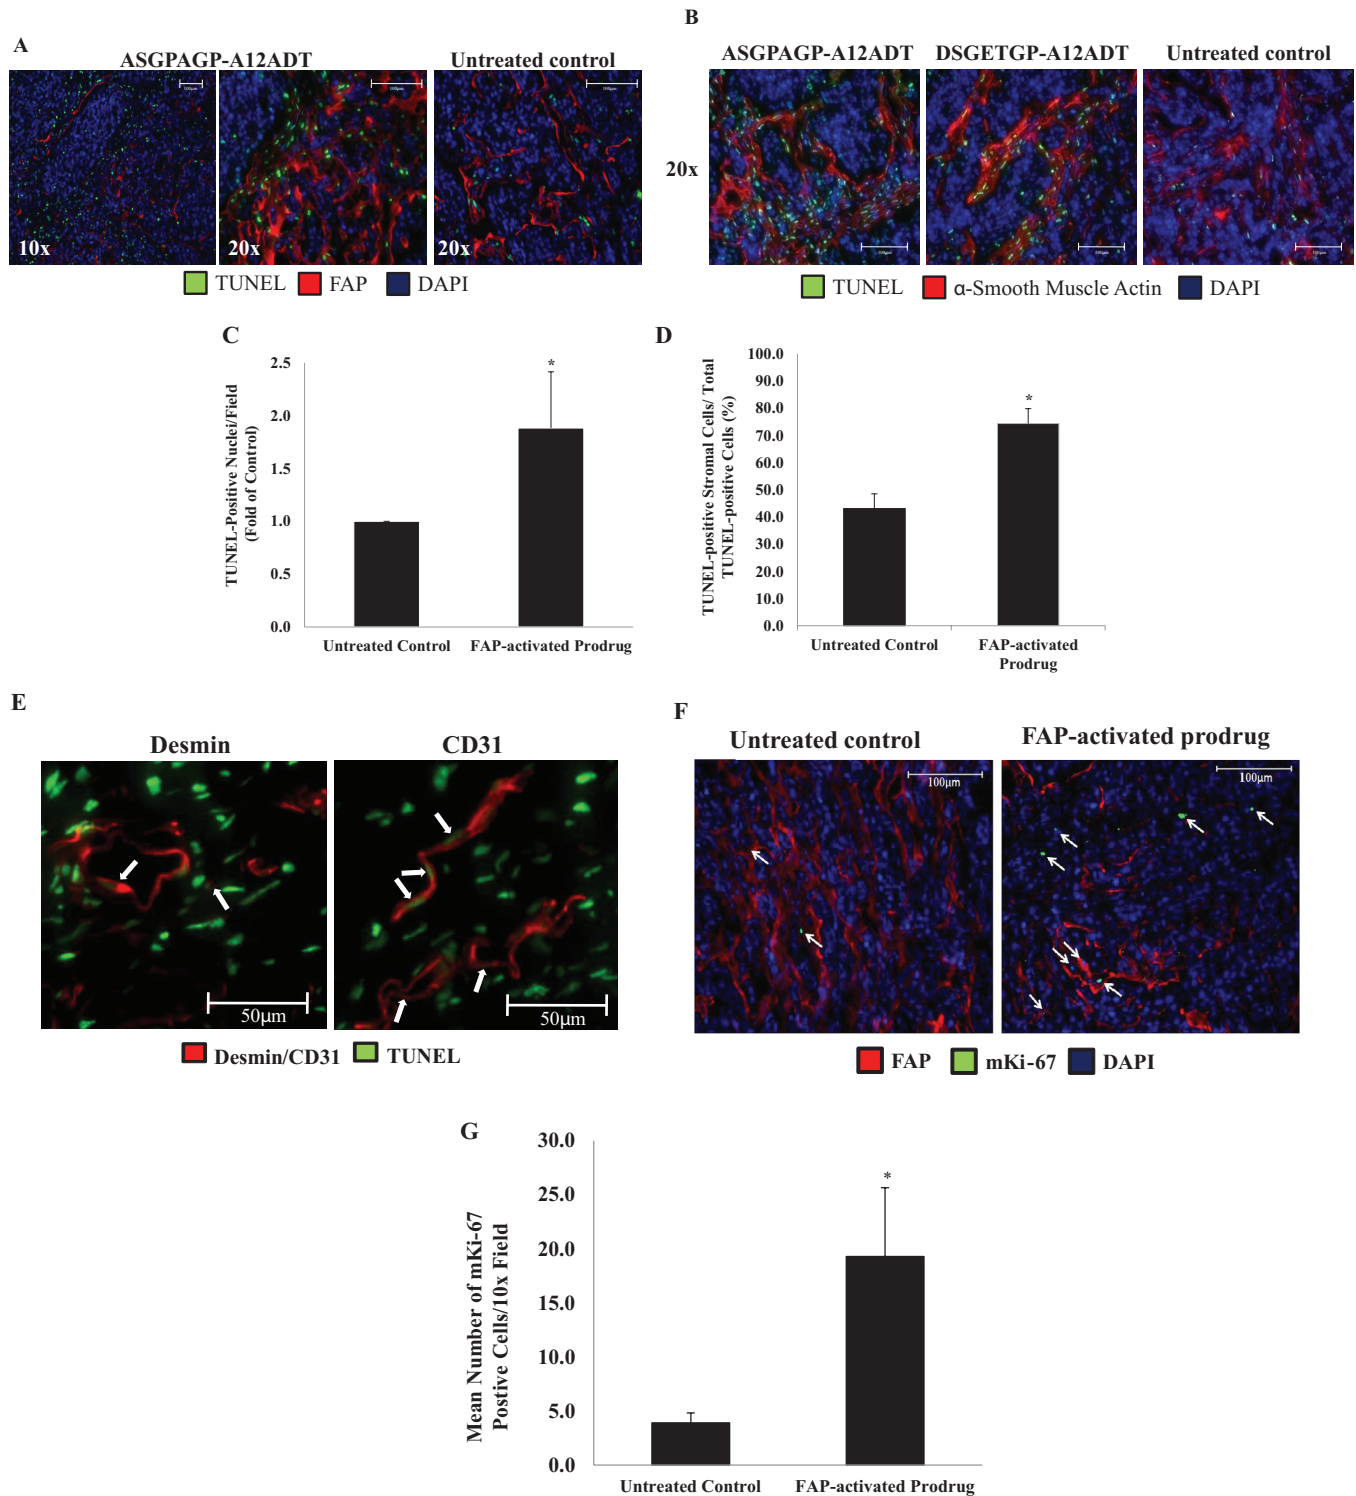 A
ASGPAGP-A12ADT
Untreated control
100µm
100µm
100µm
10x
20x
20x
TUNEL
FAP
DAPI
B
ASGPAGP-A12ADT
DSGETGP-A12ADT
Untreated control
20x
100µm
100µm
100µm
TUNEL
α-Smooth Muscle Actin
DAPI
C
TUNEL-Positive Nuclei/Field
(Fold of Control)
2.5
2.0
1.5
1.0
0.5
0.0
*
Untreated Control
FAP-activated Prodrug
D
TUNEL-positive Stromal Cells/ Total
TUNEL-positive Cells (%)
100.0
90.0
80.0
70.0
60.0
50.0
40.0
30.0
20.0
10.0
0.0
*
Untreated Control
FAP-activated
Prodrug
E
Desmin
CD31
50µm
50µm
Desmin/CD31
TUNEL
F
Untreated control
FAP-activated prodrug
100µm
100µm
FAP
mKi-67
DAPI
G
Mean Number of mKi-67
Postive Cells/10x Field
30.0
25.0
20.0
15.0
10.0
5.0
0.0
*
Untreated Control
FAP-activated Prodrug